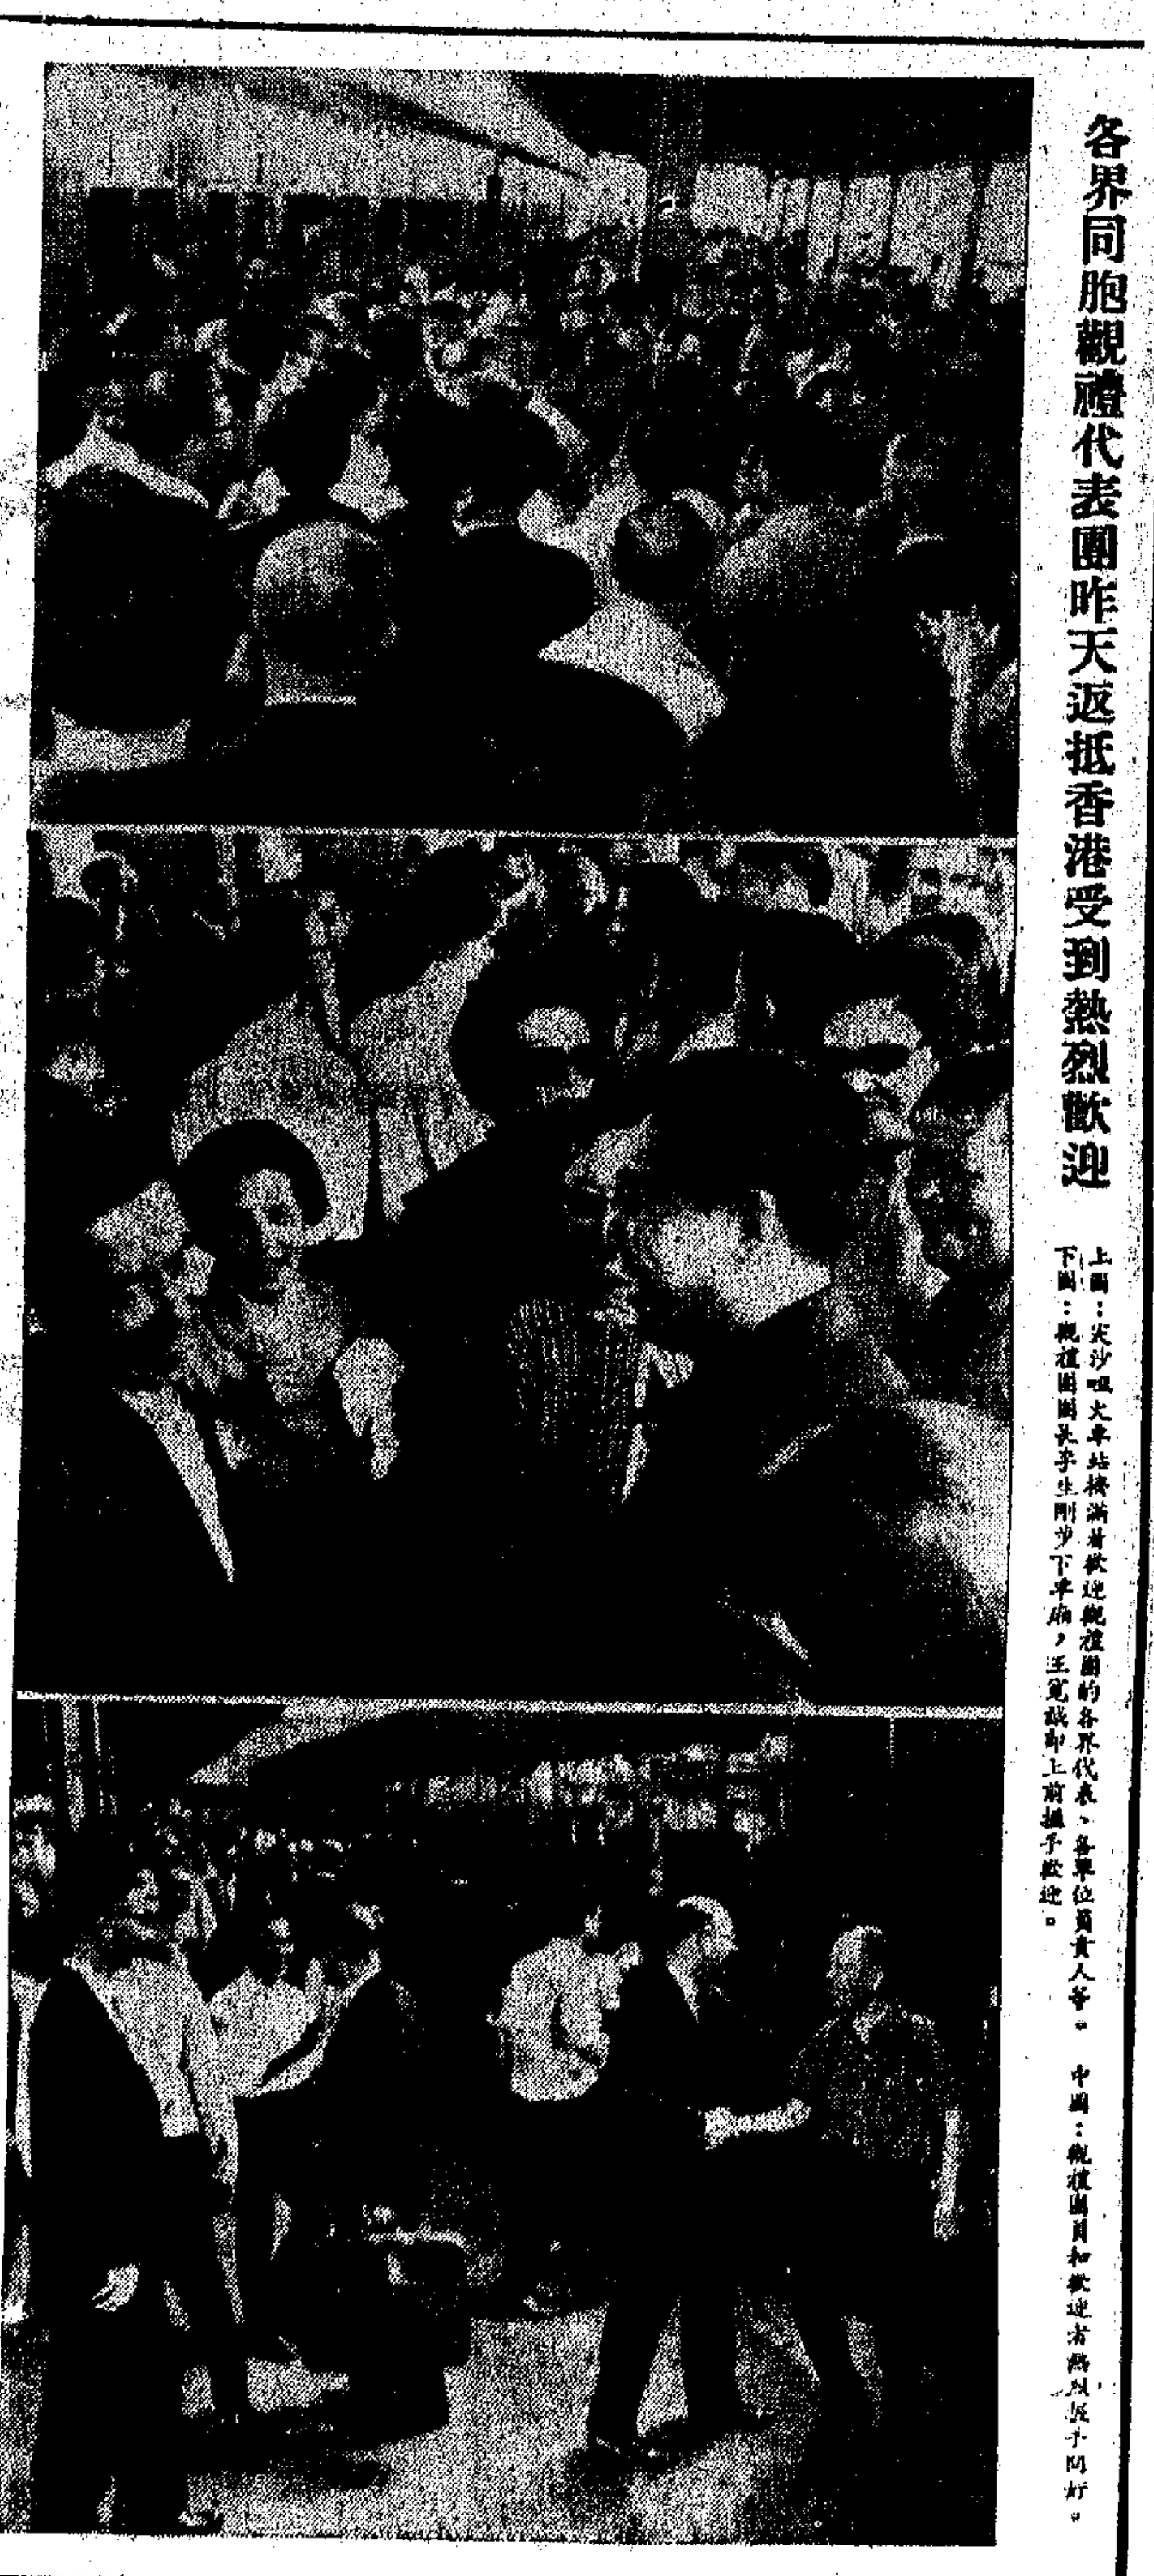 各界同胞觀禮代表團昨天返抵香港受到熱烈歡迎
上圖：尖沙咀火車站擠滿着歡迎觀禮團的各界代表、各單位負責人等。　中圖：觀禮團員和歡迎者熱烈握手問好。
下圖：觀禮團團長李生剛步下車廂，王寬誠即上前握手歡迎。